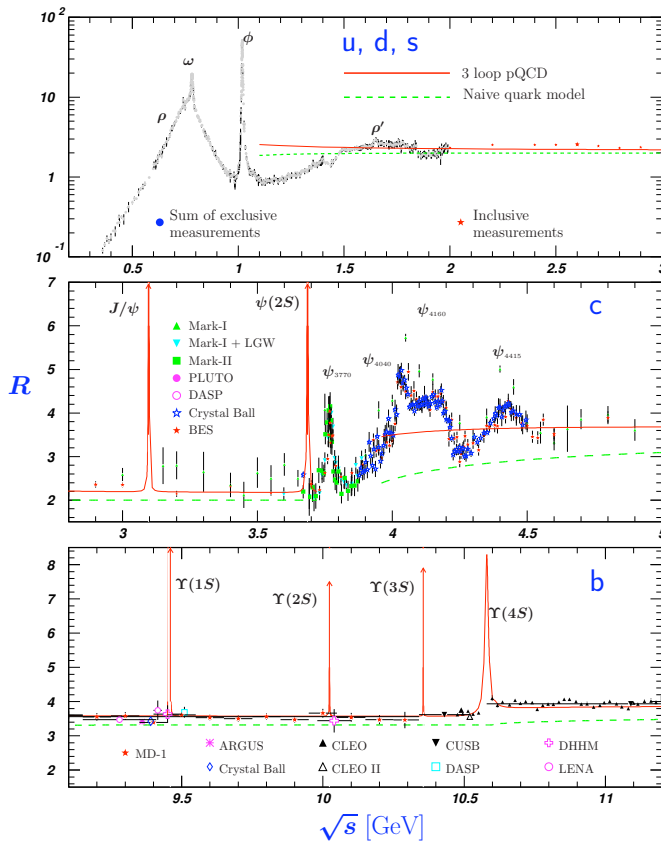 u, d, s
ϕ
ω
ρ
ρ′
3 loop pQCD
Naive quark model
Sum of exclusive
measurements
Inclusive
measurements
10²
10
1
10⁻¹
0.5 1 1.5 2 2.5 3
J/ψ
ψ(2S)
c
ψ₃₇₇₀
ψ₄₀₄₀
ψ₄₁₆₀
ψ₄₄₁₅
Mark-I
Mark-I + LGW
Mark-II
PLUTO
DASP
Crystal Ball
BES
R
7
6
5
4
3
2
3 3.5 4 4.5 5
ϒ(1S)
ϒ(2S)
ϒ(3S)
ϒ(4S)
b
MD-1
ARGUS
CLEO
CUSB
DHHM
Crystal Ball
CLEO II
DASP
LENA
8
7
6
5
4
3
2
9.5 10 10.5 11
√s [GeV]